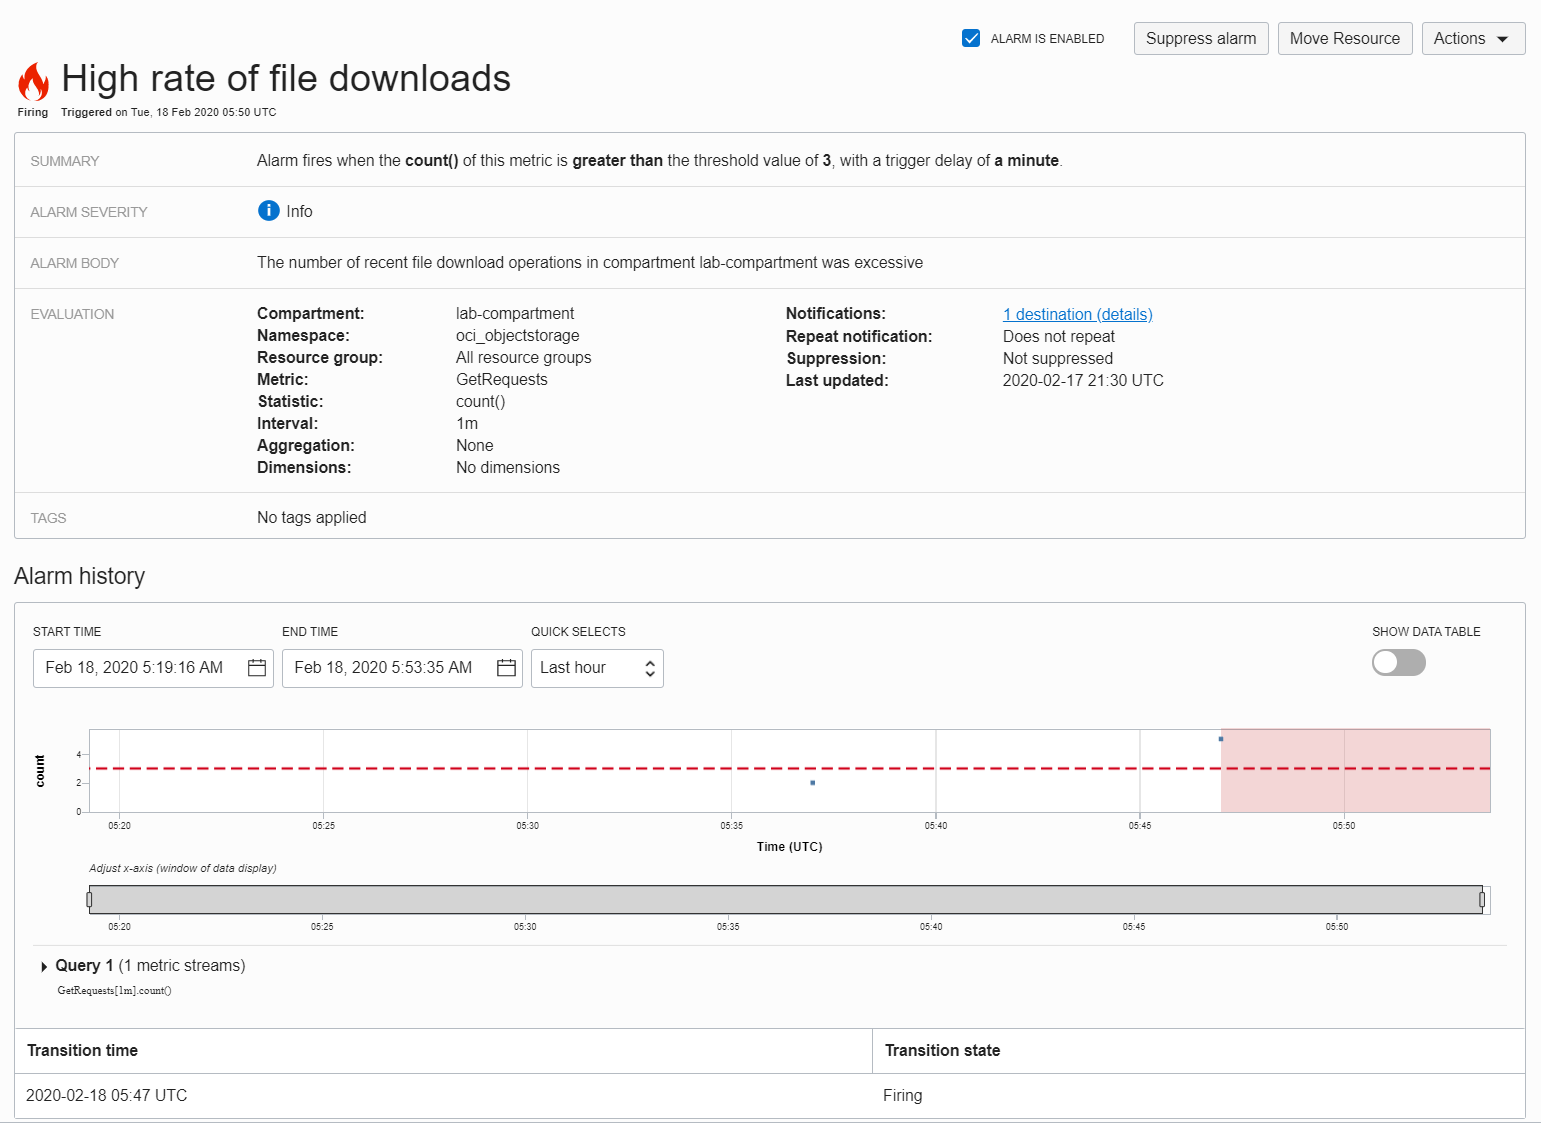 ALARM IS ENABLED
Suppress alarm
Move Resource
Actions
High rate of file downloads
Firing
Triggered on Tue, 18 Feb 2020 05:50 UTC
SUMMARY
Alarm fires when the count() of this metric is greater than the threshold value of 3, with a trigger delay of a minute.
ALARM SEVERITY
Info
ALARM BODY
The number of recent file download operations in compartment lab-compartment was excessive
EVALUATION
Compartment: lab-compartment
Namespace: oci_objectstorage
Resource group: All resource groups
Metric: GetRequests
Statistic: count()
Interval: 1m
Aggregation: None
Dimensions: No dimensions
Notifications: 1 destination (details)
Repeat notification: Does not repeat
Suppression: Not suppressed
Last updated: 2020-02-17 21:30 UTC
TAGS
No tags applied
Alarm history
START TIME
Feb 18, 2020 5:19:16 AM
END TIME
Feb 18, 2020 5:53:35 AM
QUICK SELECTS
Last hour
SHOW DATA TABLE
count
4
2
0
05:20 05:25 05:30 05:35 05:40 05:45 05:50
Time (UTC)
Adjust x-axis (window of data display)
05:20 05:25 05:30 05:35 05:40 05:45 05:50
Query 1 (1 metric streams)
GetRequests[1m].count()
Transition time Transition state
2020-02-18 05:47 UTC Firing